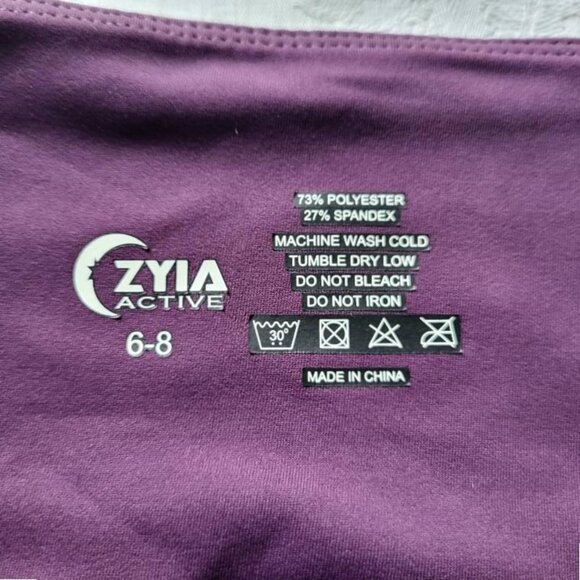 ZYIA
ACTIVE
6-8
73% POLYESTER
27% SPANDEX
MACHINE WASH COLD
TUMBLE DRY LOW
DO NOT BLEACH
DO NOT IRON
30°
MADE IN CHINA